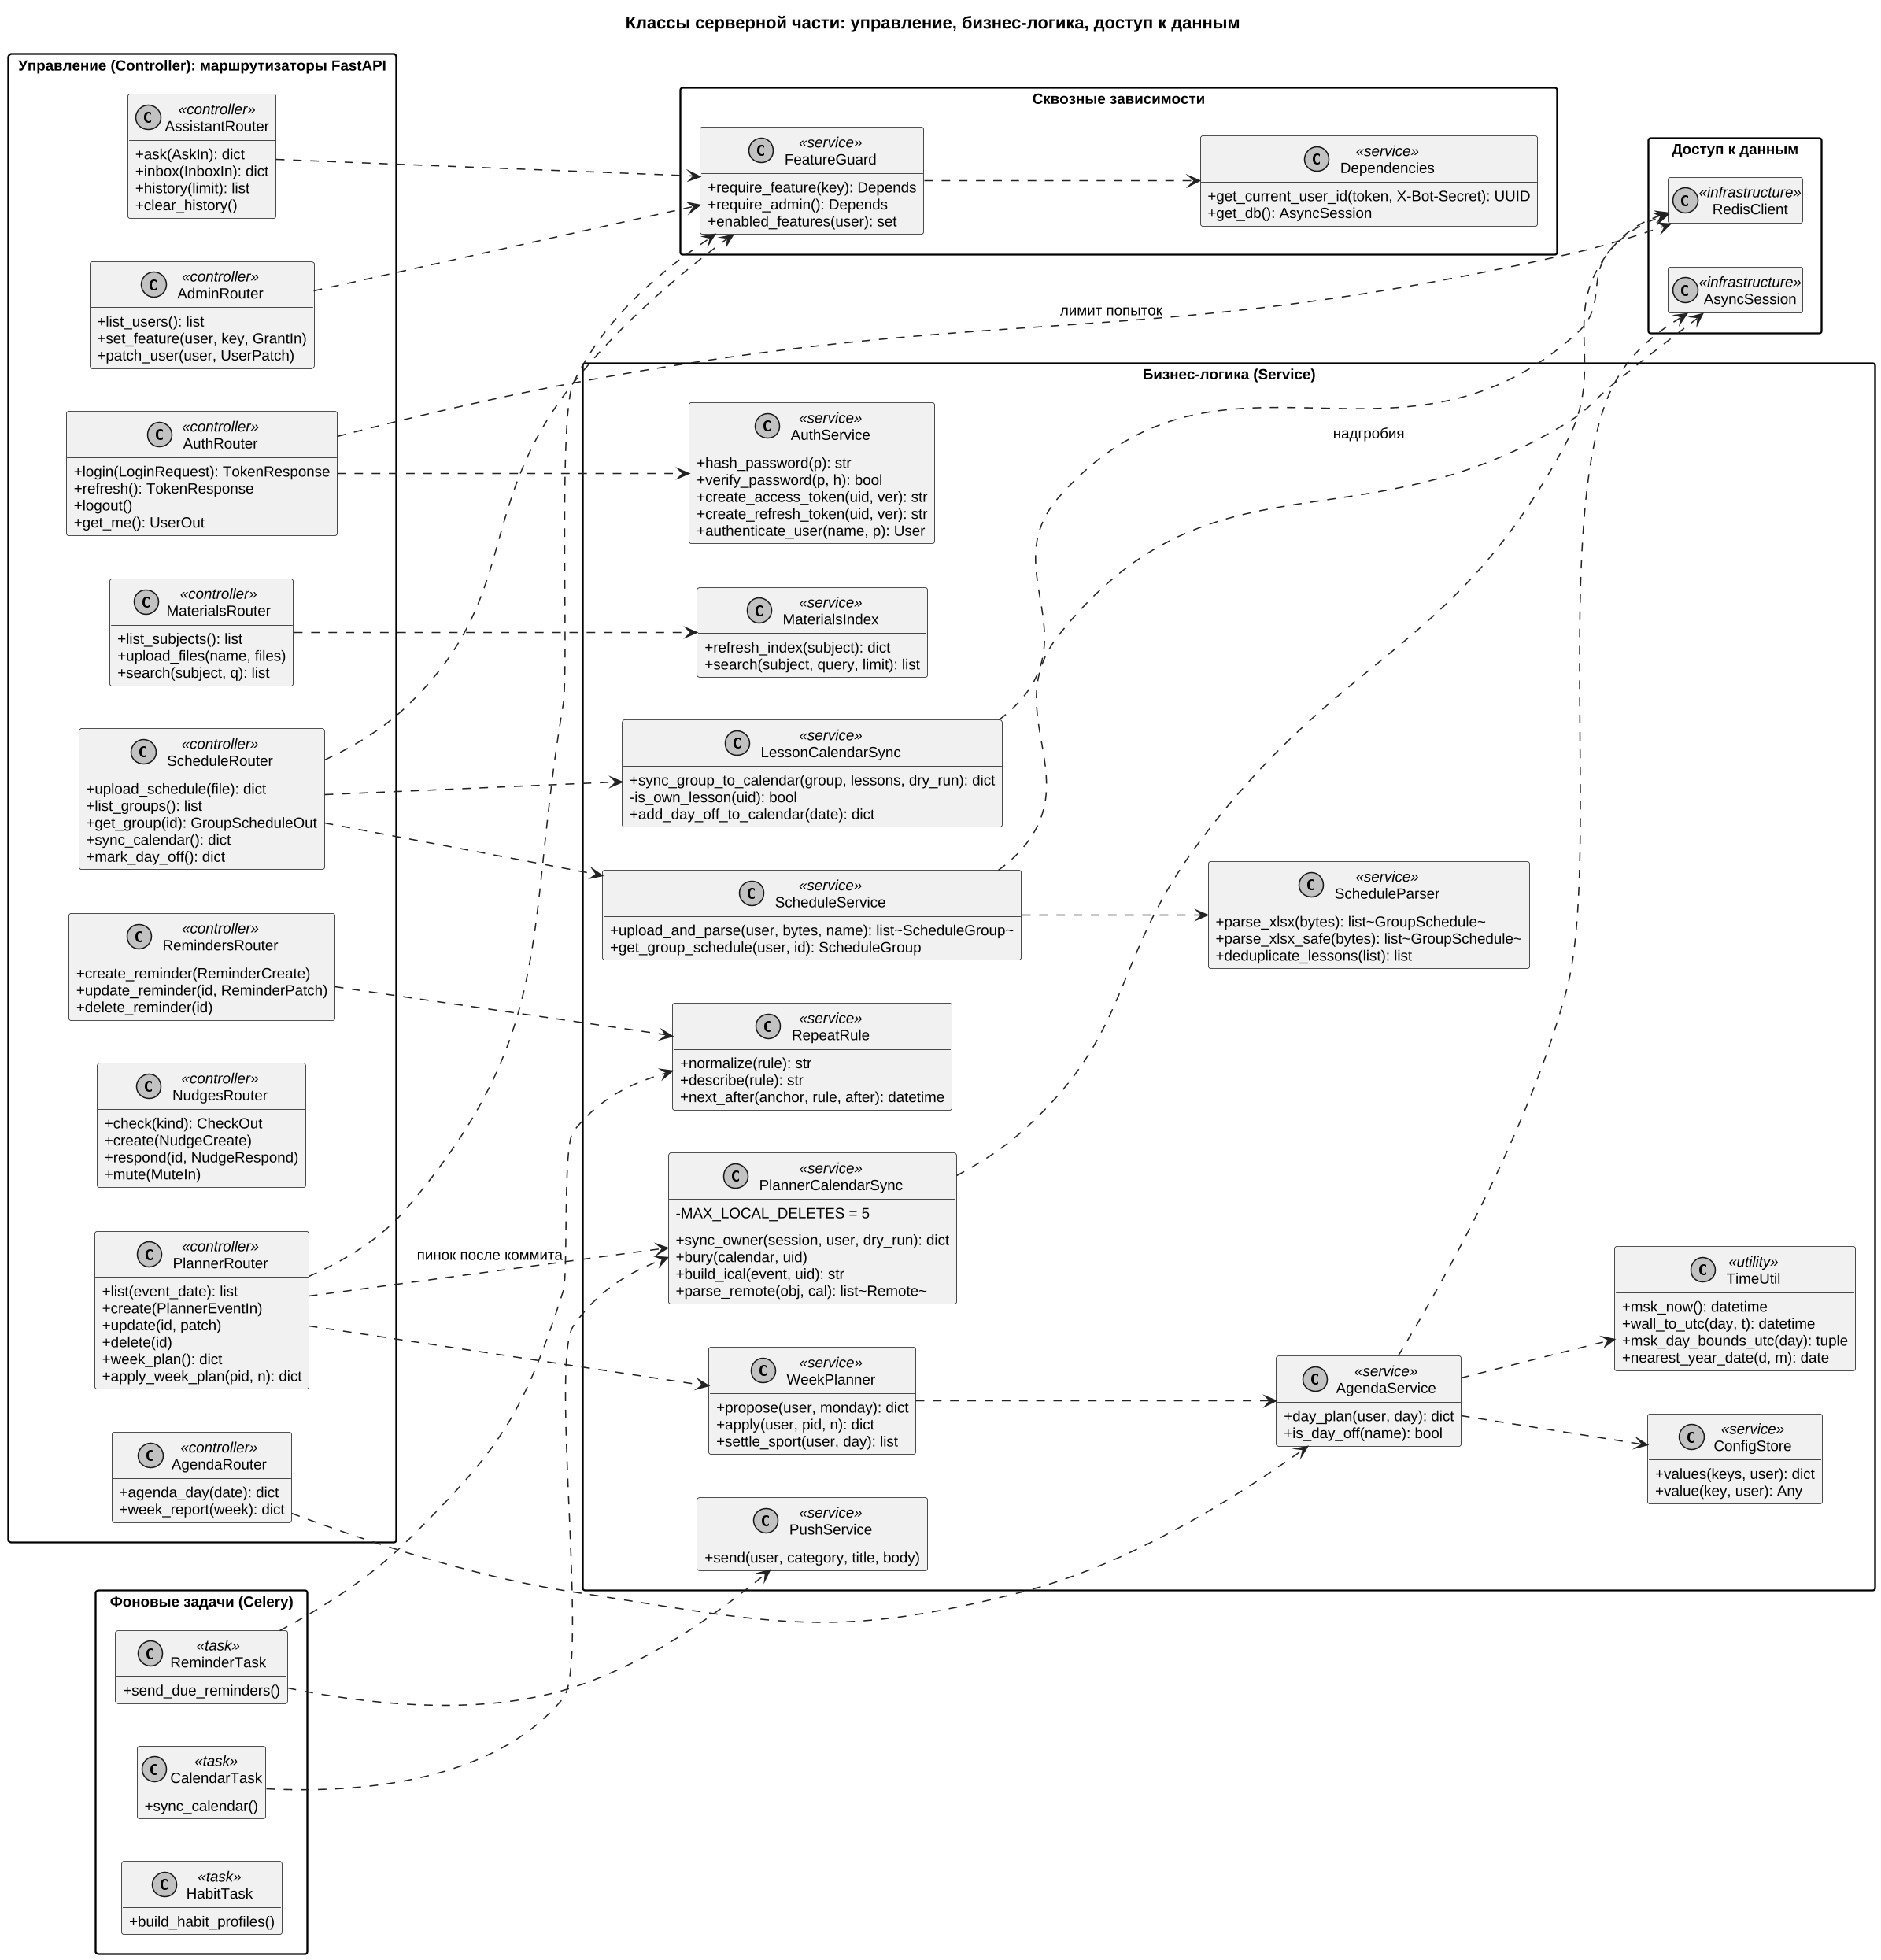 Классы серверной части: управление, бизнес-логика, доступ к данным
Управление (Controller): маршрутизаторы FastAPI
C
«controller»
AssistantRouter
+ask(AskIn): dict
+inbox(InboxIn): dict
+history(limit): list
+clear_history()
C
«controller»
AdminRouter
+list_users(): list
+set_feature(user, key, GrantIn)
+patch_user(user, UserPatch)
C
«controller»
AuthRouter
+login(LoginRequest): TokenResponse
+refresh(): TokenResponse
+logout()
+get_me(): UserOut
C
«controller»
MaterialsRouter
+list_subjects(): list
+upload_files(name, files)
+search(subject, q): list
C
«controller»
ScheduleRouter
+upload_schedule(file): dict
+list_groups(): list
+get_group(id): GroupScheduleOut
+sync_calendar(): dict
+mark_day_off(): dict
C
«controller»
RemindersRouter
+create_reminder(ReminderCreate)
+update_reminder(id, ReminderPatch)
+delete_reminder(id)
C
«controller»
NudgesRouter
+check(kind): CheckOut
+create(NudgeCreate)
+respond(id, NudgeRespond)
+mute(MuteIn)
C
«controller»
PlannerRouter
+list(event_date): list
+create(PlannerEventIn)
+update(id, patch)
+delete(id)
+week_plan(): dict
+apply_week_plan(pid, n): dict
C
«controller»
AgendaRouter
+agenda_day(date): dict
+week_report(week): dict
Фоновые задачи (Celery)
C
«task»
ReminderTask
+send_due_reminders()
C
«task»
CalendarTask
+sync_calendar()
C
«task»
HabitTask
+build_habit_profiles()
Сквозные зависимости
C
«service»
FeatureGuard
+require_feature(key): Depends
+require_admin(): Depends
+enabled_features(user): set
C
«service»
Dependencies
+get_current_user_id(token, X-Bot-Secret): UUID
+get_db(): AsyncSession
Доступ к данным
C
«infrastructure»
RedisClient
C
«infrastructure»
AsyncSession
лимит попыток
надгробия
пинок после коммита
Бизнес-логика (Service)
C
«service»
AuthService
+hash_password(p): str
+verify_password(p, h): bool
+create_access_token(uid, ver): str
+create_refresh_token(uid, ver): str
+authenticate_user(name, p): User
C
«service»
MaterialsIndex
+refresh_index(subject): dict
+search(subject, query, limit): list
C
«service»
LessonCalendarSync
+sync_group_to_calendar(group, lessons, dry_run): dict
-is_own_lesson(uid): bool
+add_day_off_to_calendar(date): dict
C
«service»
ScheduleService
+upload_and_parse(user, bytes, name): list~ScheduleGroup~
+get_group_schedule(user, id): ScheduleGroup
C
«service»
ScheduleParser
+parse_xlsx(bytes): list~GroupSchedule~
+parse_xlsx_safe(bytes): list~GroupSchedule~
+deduplicate_lessons(list): list
C
«service»
RepeatRule
+normalize(rule): str
+describe(rule): str
+next_after(anchor, rule, after): datetime
C
«service»
PlannerCalendarSync
-MAX_LOCAL_DELETES = 5
+sync_owner(session, user, dry_run): dict
+bury(calendar, uid)
+build_ical(event, uid): str
+parse_remote(obj, cal): list~Remote~
C
«service»
WeekPlanner
+propose(user, monday): dict
+apply(user, pid, n): dict
+settle_sport(user, day): list
C
«service»
PushService
+send(user, category, title, body)
C
«service»
AgendaService
+day_plan(user, day): dict
+is_day_off(name): bool
C
«utility»
TimeUtil
+msk_now(): datetime
+wall_to_utc(day, t): datetime
+msk_day_bounds_utc(day): tuple
+nearest_year_date(d, m): date
C
«service»
ConfigStore
+values(keys, user): dict
+value(key, user): Any